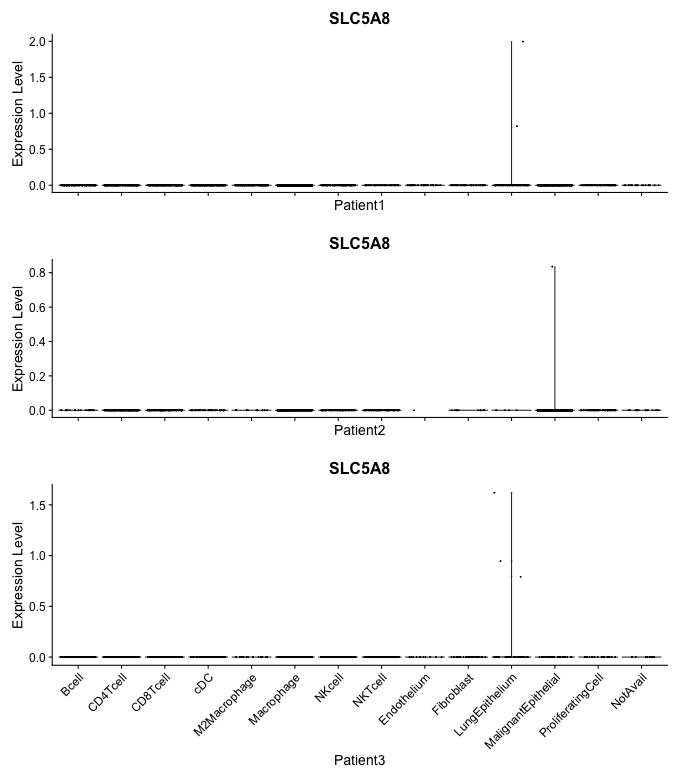 SLC5A8
Expression Level
2.0
1.5
1.0
0.5
0.0
Patient1
SLC5A8
Expression Level
0.8
0.6
0.4
0.2
0.0
Patient2
SLC5A8
Expression Level
1.5
1.0
0.5
0.0
Bcell
CD4Tcell
CD8Tcell
cDC
M2Macrophage
Macrophage
NKcell
NKTcell
Endothelium
Fibroblast
LungEpithelium
MalignantEpithelial
ProliferatingCell
NotAvail
Patient3